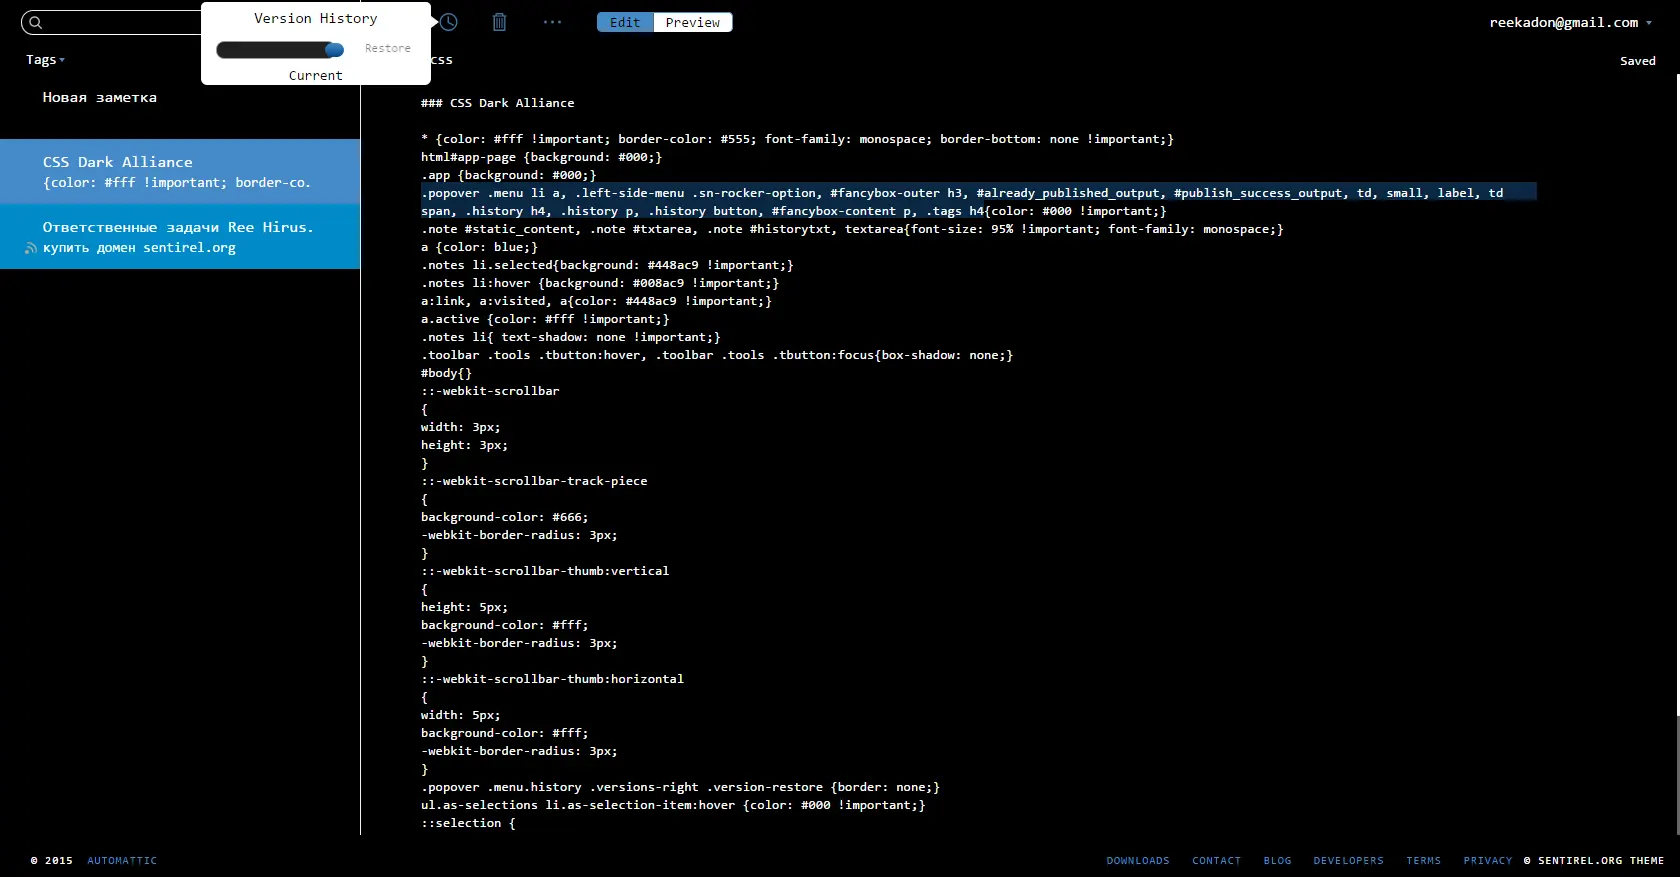 Version History
Restore
Current
Edit
Preview
reekadon@gmail.com
Tags
css
Saved
Новая заметка
CSS Dark Alliance
{color: #fff !important; border-co.
Ответственные задачи Ree Hirus.
купить домен sentirel.org
### CSS Dark Alliance
* {color: #fff !important; border-color: #555; font-family: monospace; border-bottom: none !important;}
html#app-page {background: #000;}
.app {background: #000;}
.popover .menu li a, .left-side-menu .sn-rocker-option, #fancybox-outer h3, #already_published_output, #publish_success_output, td, small, label, td
span, .history h4, .history p, .history button, #fancybox-content p, .tags h4{color: #000 !important;}
.note #static_content, .note #txtarea, .note #historytxt, textarea{font-size: 95% !important; font-family: monospace;}
a {color: blue;}
.notes li.selected{background: #448ac9 !important;}
.notes li:hover {background: #008ac9 !important;}
a:link, a:visited, a{color: #448ac9 !important;}
a.active {color: #fff !important;}
.notes li{ text-shadow: none !important;}
.toolbar .tools .tbutton:hover, .toolbar .tools .tbutton:focus{box-shadow: none;}
#body{}
::-webkit-scrollbar
{
width: 3px;
height: 3px;
}
::-webkit-scrollbar-track-piece
{
background-color: #666;
-webkit-border-radius: 3px;
}
::-webkit-scrollbar-thumb:vertical
{
height: 5px;
background-color: #fff;
-webkit-border-radius: 3px;
}
::-webkit-scrollbar-thumb:horizontal
{
width: 5px;
background-color: #fff;
-webkit-border-radius: 3px;
}
.popover .menu.history .versions-right .version-restore {border: none;}
ul.as-selections li.as-selection-item:hover {color: #000 !important;}
::selection {
© 2015 AUTOMATTIC
DOWNLOADS CONTACT BLOG DEVELOPERS TERMS PRIVACY © SENTIREL.ORG THEME